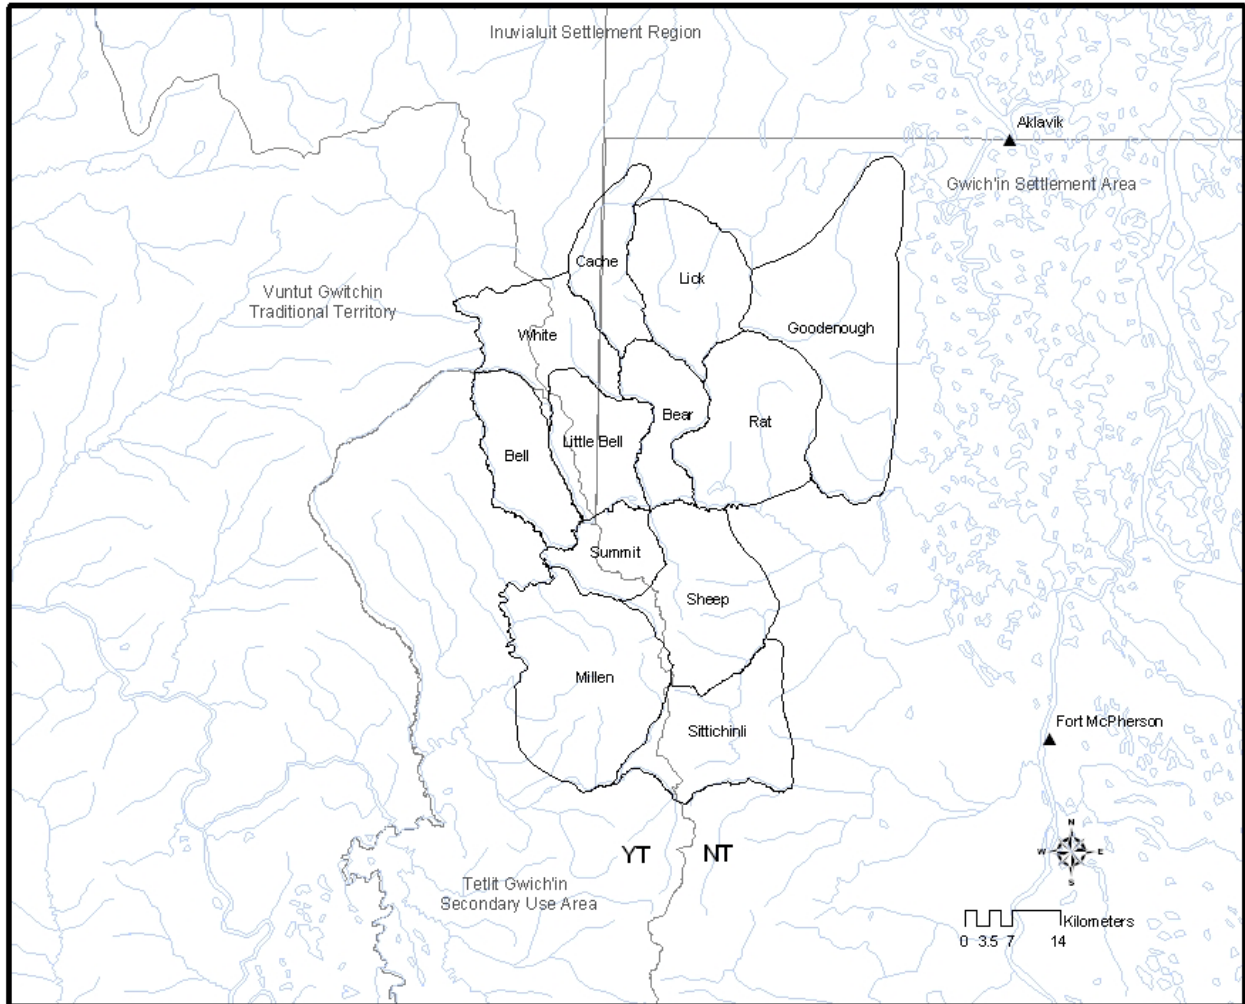 Inuvialuit Settlement Region
Aklavik
Gwich'in Settlement Area
Cache
Lick
Vuntut Gwitchin
Traditional Territory
Goodenough
White
Bear
Rat
Little Bell
Bell
Summit
Sheep
Millen
Fort McPherson
Sittichinli
YT
NT
N
W
E
S
Tetlit Gwich'in
Secondary Use Area
Kilometers
0 3.5 7 14